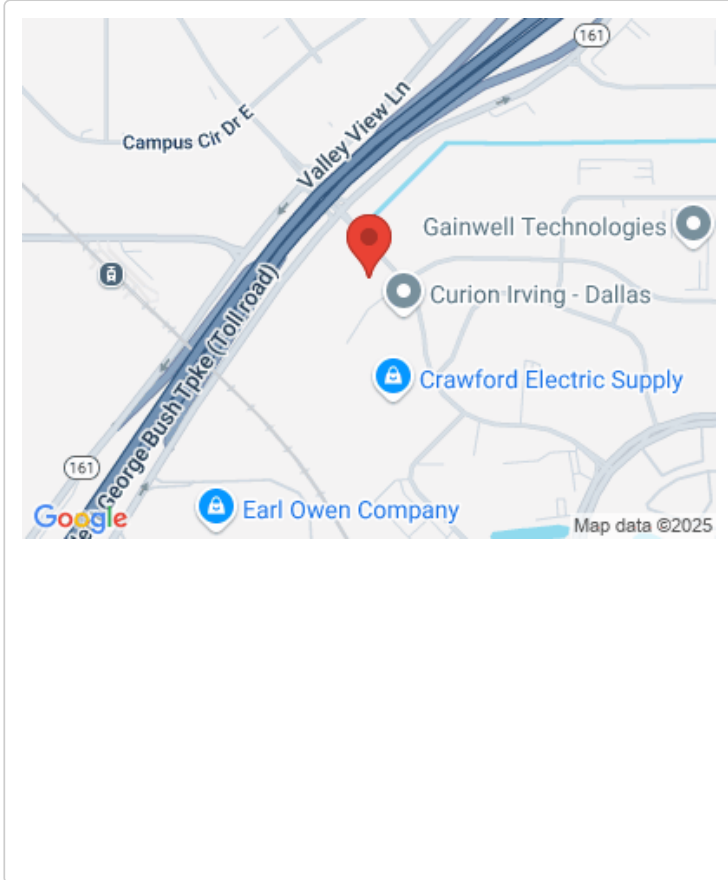 161
Valley View Ln
Campus Cir Dr E
Gainwell Technologies
Curion Irving - Dallas
George Bush Tpke (Toll road)
Crawford Electric Supply
161
Earl Owen Company
Google
Map data ©2025